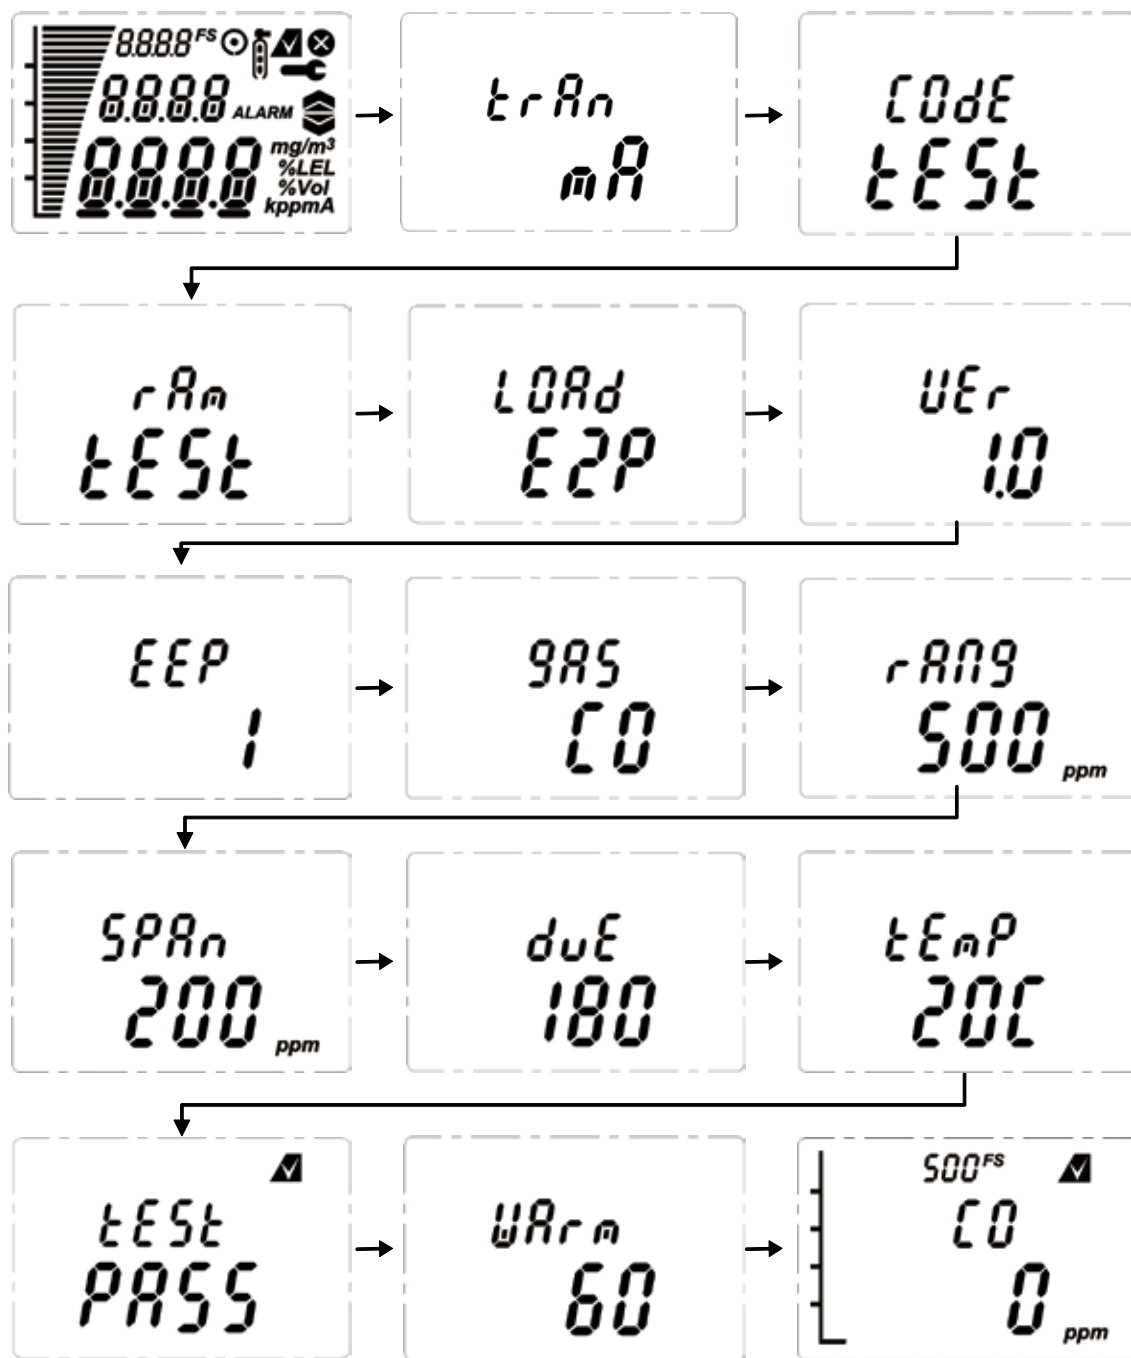 8.8.8.8 FS
8.8.8.8 ALARM
8.8.8.8
mg/m³
%LEL
%Vol
kppmA
trAn
mA
COdE
tESt
rAm
tESt
LOAd
E2P
VEr
1.0
EEP
1
gAS
CO
rANg
500 ppm
SPAn
200 ppm
duE
180
tEmP
20C
tESt
PASS
WArm
60
500 FS
CO
0 ppm